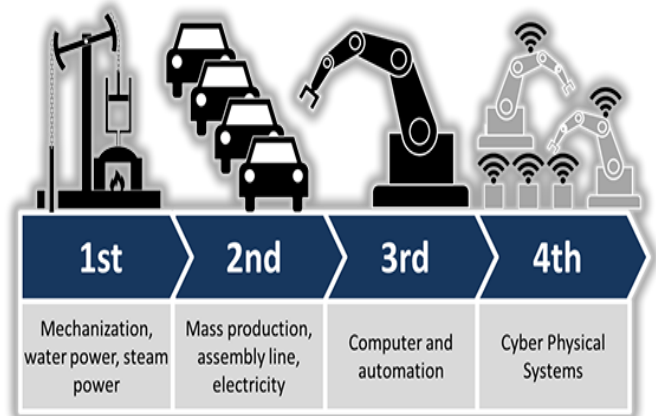 1st
2nd
3rd
4th
Mechanization,
water power, steam
power
Mass production,
assembly line,
electricity
Computer and
automation
Cyber Physical
Systems